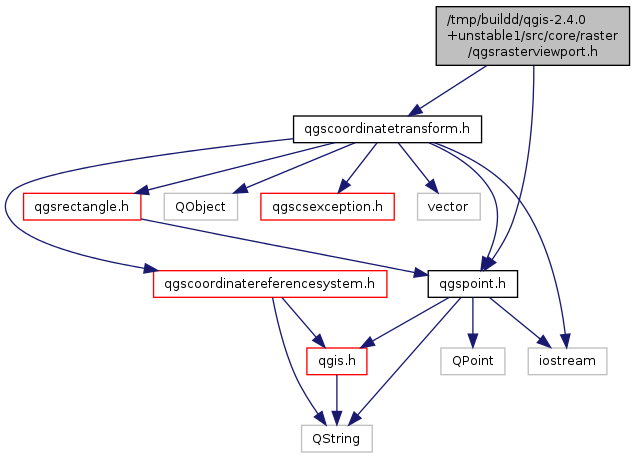 /tmp/buildd/qgis-2.4.0
+unstable1/src/core/raster
/qgsrasterviewport.h
qgscoordinatetransform.h
qgsrectangle.h
QObject
qgscsexception.h
vector
qgscoordinatereferencesystem.h
qgspoint.h
qgis.h
QPoint
iostream
QString